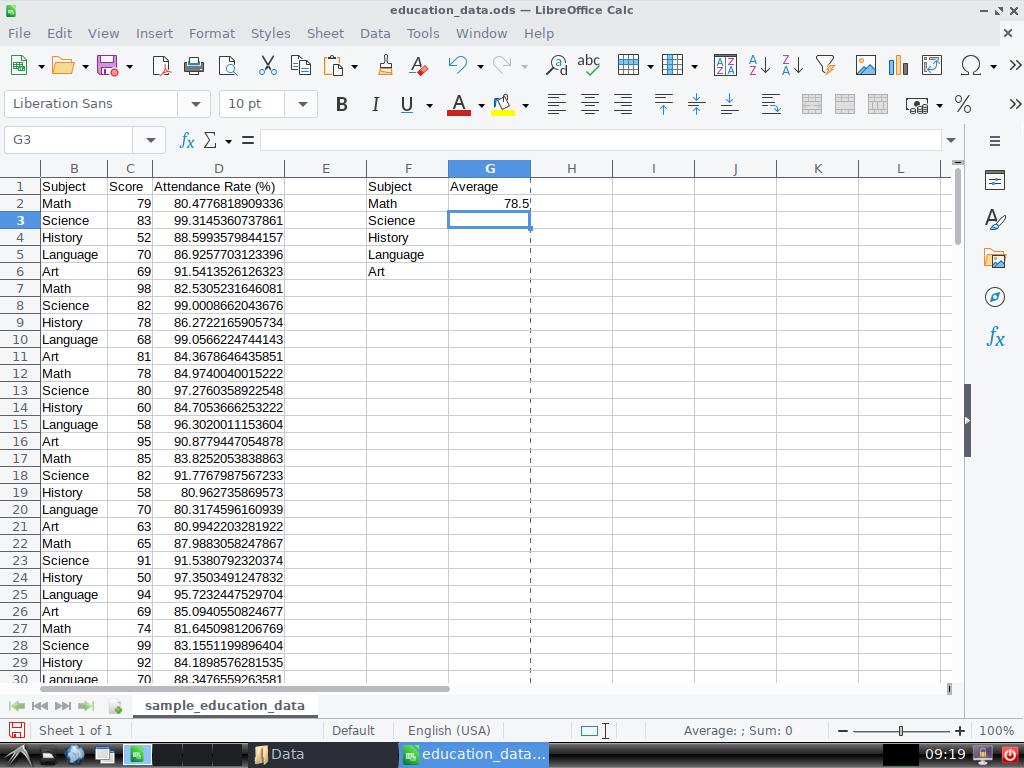 education_data.ods — LibreOffice Calc
File Edit View Insert Format Styles Sheet Data Tools Window Help
Liberation Sans 10 pt B I U A %
G3 fx Σ =
B C D E F G H I J K L
1 Subject Score Attendance Rate (%) Subject Average
2 Math 79 80.4776818909336 Math 78.5
3 Science 83 99.3145360737861 Science
4 History 52 88.5993579844157 History
5 Language 70 86.9257703123396 Language
6 Art 69 91.5413526126323 Art
7 Math 98 82.5305231646081
8 Science 82 99.0008662043676
9 History 78 86.2722165905734
10 Language 68 99.0566224744143
11 Art 81 84.3678646435851
12 Math 78 84.9740040015222
13 Science 80 97.2760358922548
14 History 60 84.7053666253222
15 Language 58 96.3020011153604
16 Art 95 90.8779447054878
17 Math 85 83.8252053838863
18 Science 82 91.7767987567233
19 History 58 80.962735869573
20 Language 70 80.3174596160939
21 Art 63 80.9942203281922
22 Math 65 87.9883058247867
23 Science 91 91.5380792320374
24 History 50 97.3503491247832
25 Language 94 95.7232447529704
26 Art 69 85.0940550824677
27 Math 74 81.6450981206769
28 Science 99 83.1551199896404
29 History 92 84.1898576281535
30 Language 70 88.3476559263581
sample_education_data
Sheet 1 of 1 Default English (USA) Average: ; Sum: 0 100%
Data education_data... 09:19